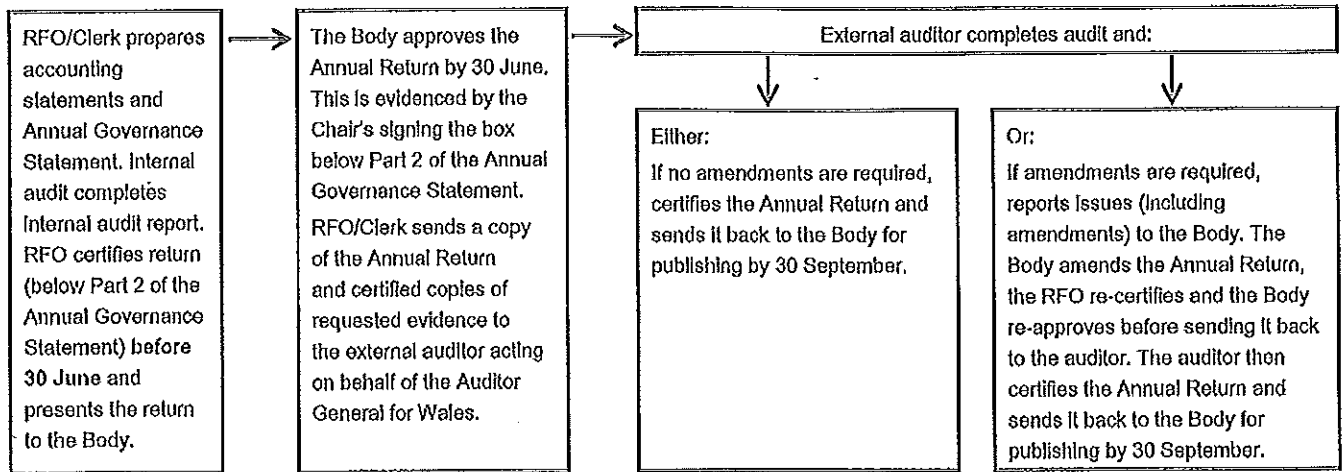 RFO/Clerk prepares
accounting
statements and
Annual Governance
Statement. Internal
audit completes
Internal audit report.
RFO certifies return
(below Part 2 of the
Annual Governance
Statement) before
30 June and
presents the return
to the Body.
The Body approves the
Annual Return by 30 June.
This is evidenced by the
Chair's signing the box
below Part 2 of the Annual
Governance Statement.
RFO/Clerk sends a copy
of the Annual Return
and certified copies of
requested evidence to
the external auditor acting
on behalf of the Auditor
General for Wales.
External auditor completes audit and:
Either:
If no amendments are required,
certifies the Annual Return and
sends it back to the Body for
publishing by 30 September.
Or:
If amendments are required,
reports issues (including
amendments) to the Body. The
Body amends the Annual Return,
the RFO re-certifies and the Body
re-approves before sending it back
to the auditor. The auditor then
certifies the Annual Return and
sends it back to the Body for
publishing by 30 September.